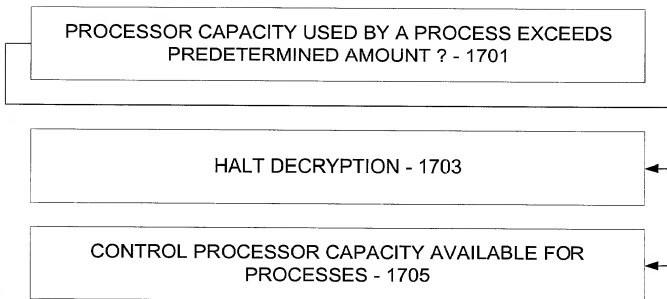 PROCESSOR CAPACITY USED BY A PROCESS EXCEEDS
PREDETERMINED AMOUNT ? - 1701
HALT DECRYPTION - 1703
CONTROL PROCESSOR CAPACITY AVAILABLE FOR
PROCESSES - 1705